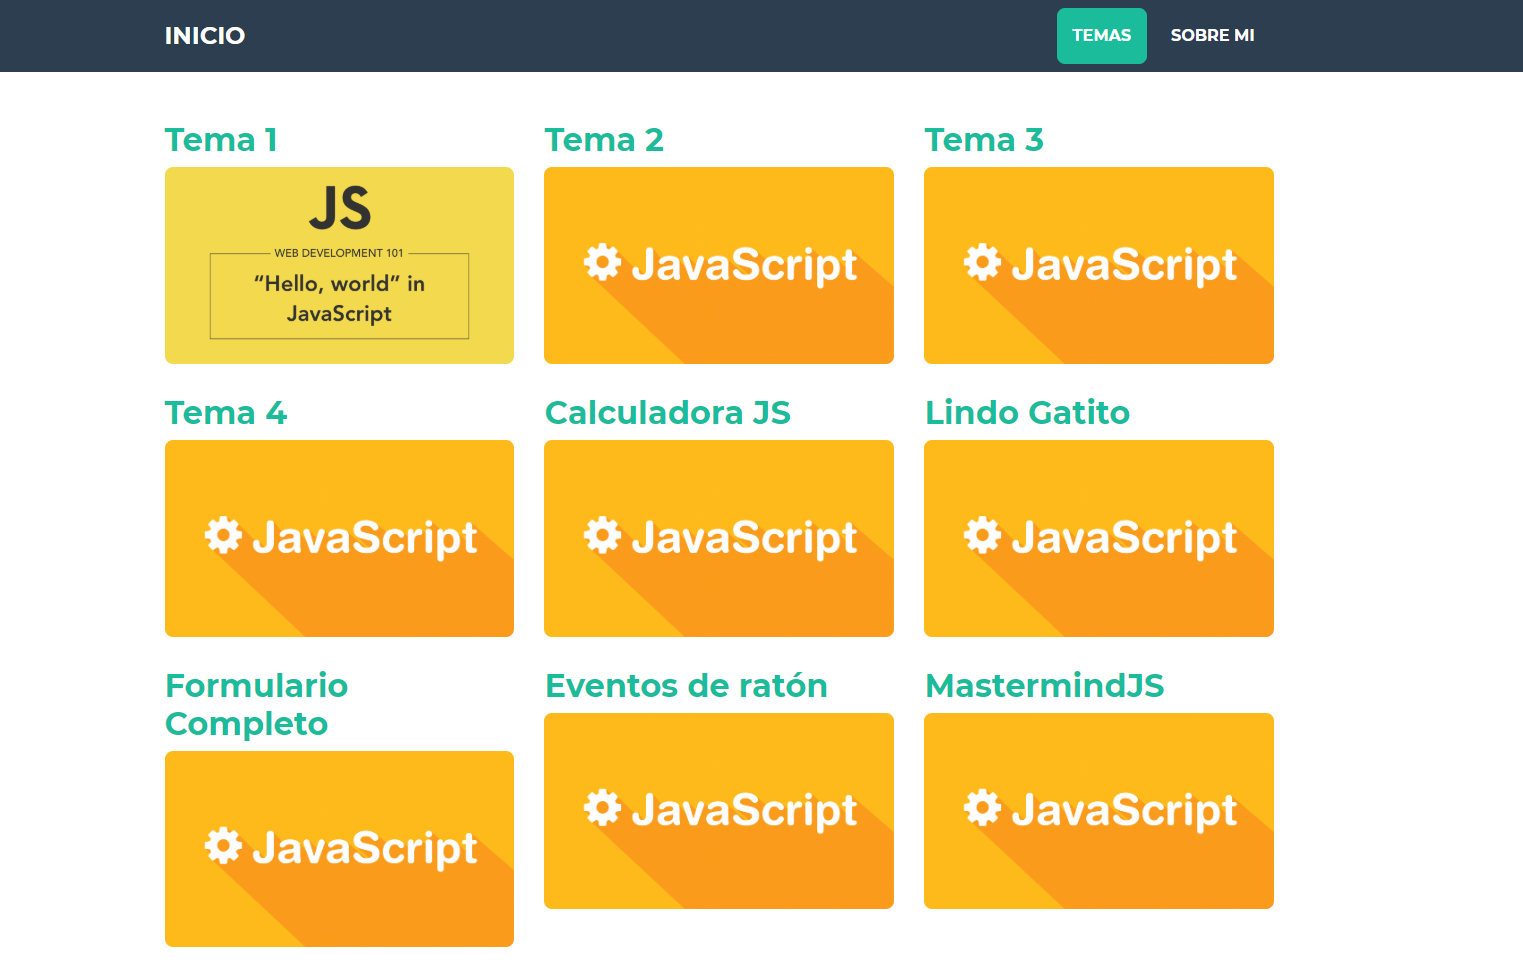 INICIO
TEMAS
SOBRE MI
Tema 1
Tema 2
Tema 3
JS
WEB DEVELOPMENT 101
“Hello, world” in
JavaScript
JavaScript
JavaScript
Tema 4
Calculadora JS
Lindo Gatito
JavaScript
JavaScript
JavaScript
Formulario
Completo
Eventos de ratón
MastermindJS
JavaScript
JavaScript
JavaScript